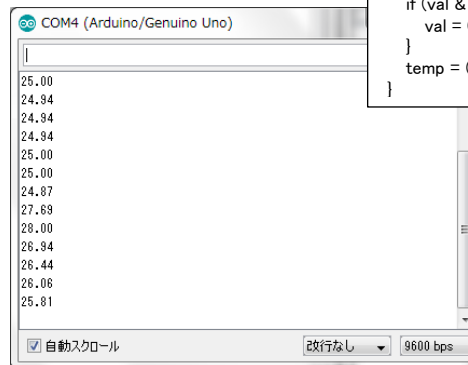 COM4 (Arduino/Genuino Uno)
if (val &
val =
}
temp = (
}
25.00
24.94
24.94
24.94
25.00
25.00
24.87
27.69
28.00
26.94
26.44
26.06
25.81
自動スクロール
改行なし
9600 bps